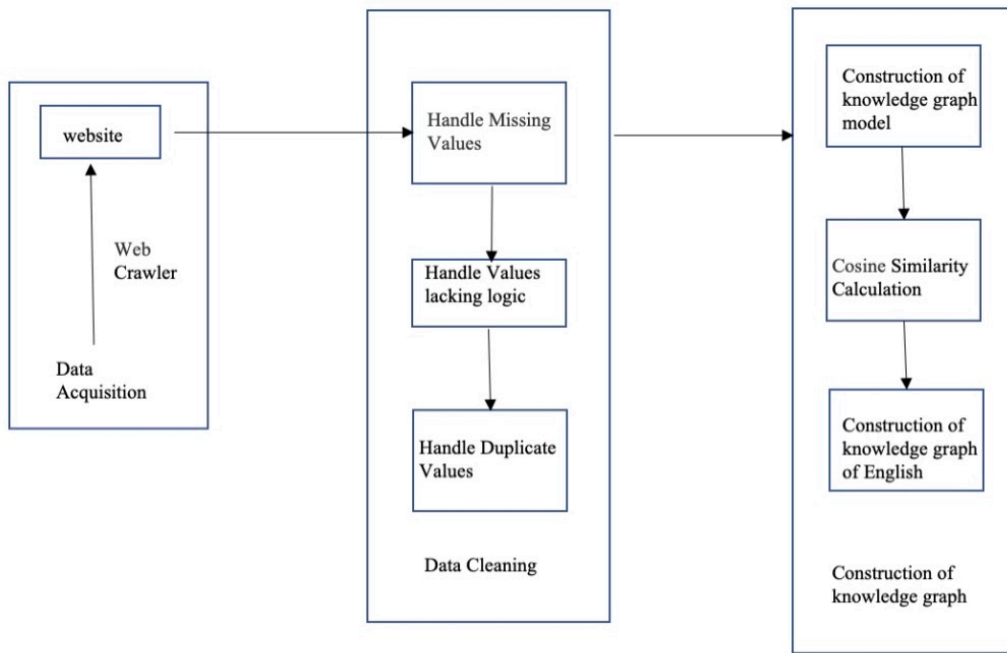 website
Web
Crawler
Data
Acquisition
Handle Missing
Values
Handle Values
lacking logic
Handle Duplicate
Values
Data Cleaning
Construction of
knowledge graph
model
Cosine Similarity
Calculation
Construction of
knowledge graph
of English
Construction of
knowledge graph